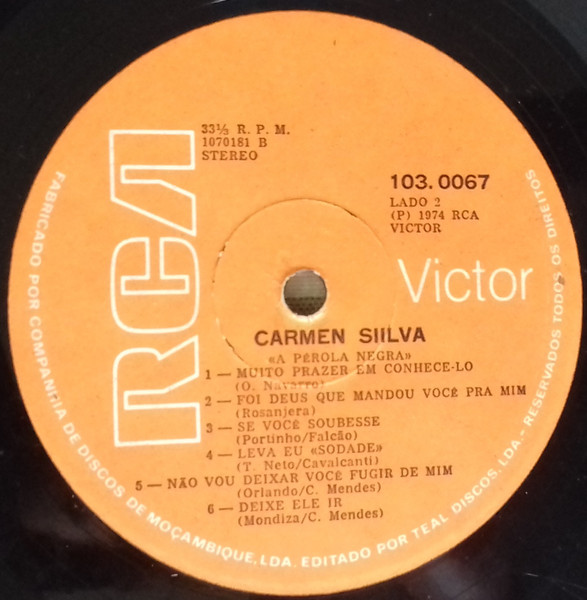 33⅓ R. P. M.
1070181 B
STEREO
103.0067
LADO 2
(P) 1974 RCA
VICTOR
RCA
Victor
CARMEN SIILVA
«A PÉROLA NEGRA»
1 — MUITO PRAZER EM CONHECE-LO
(O. Navarro)
2 — FOI DEUS QUE MANDOU VOCÊ PRA MIM
(Rosanjera)
3 — SE VOCÊ SOUBESSE
(Portinho/Falcão)
4 — LEVA EU «SODADE»
(T. Neto/Cavalcanti)
5 — NÃO VOU DEIXAR VOCÊ FUGIR DE MIM
(Orlando/C. Mendes)
6 — DEIXE ELE IR
(Mondiza/C. Mendes)
FABRICADO POR COMPANHIA DE DISCOS DE MOÇAMBIQUE, LDA. EDITADO POR TEAL DISCOS, LDA - RESERVADOS TODOS OS DIREITOS